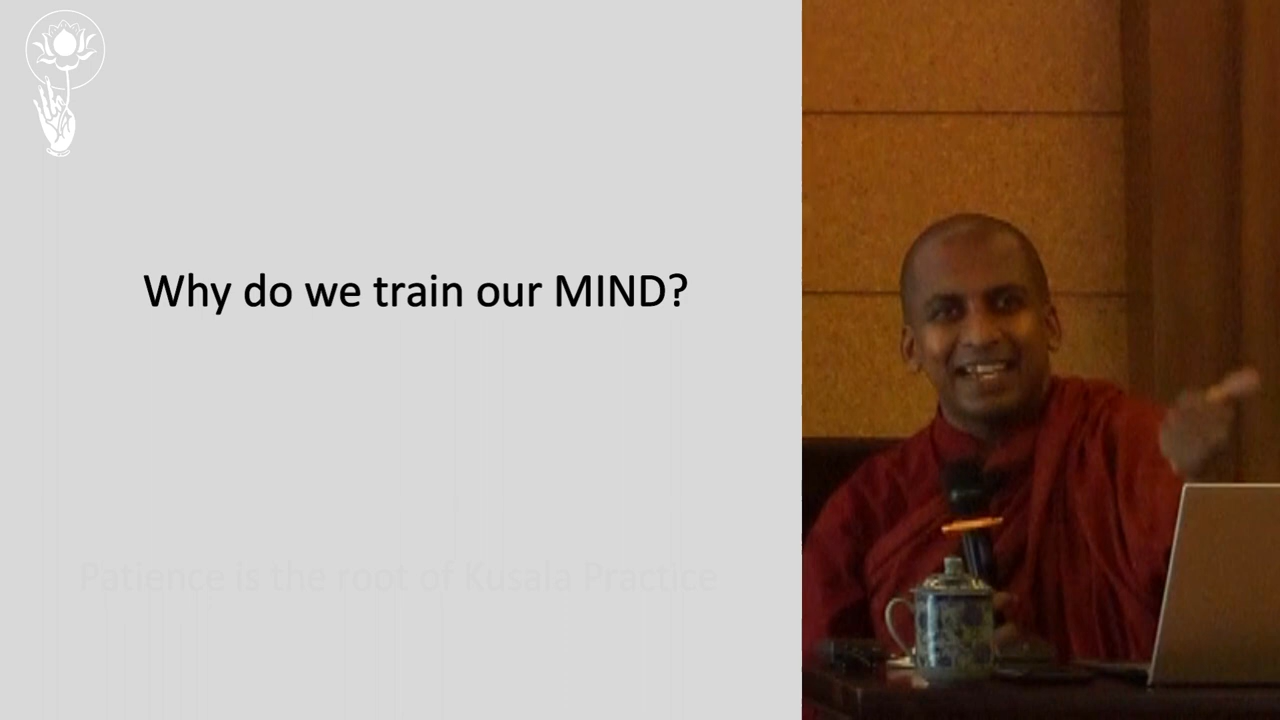 Why do we train our MIND?
Patience is the root of Kusala Practice